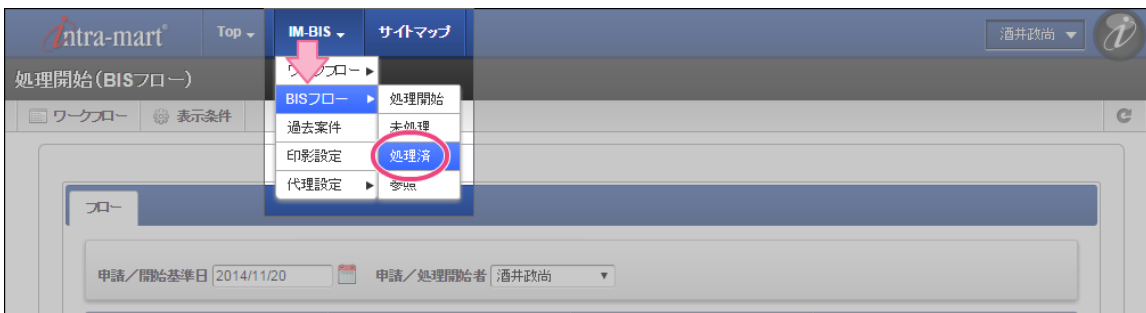 intra-mart Top IM-BIS サイトマップ 酒井政尚
処理開始(BISフロー)
ワークフロー
BISフロー 処理開始
ワークフロー 表示条件
過去案件 未処理
印影設定 処理済
代理設定 参照
フロー
申請/開始基準日 2014/11/20 申請/処理開始者 酒井政尚